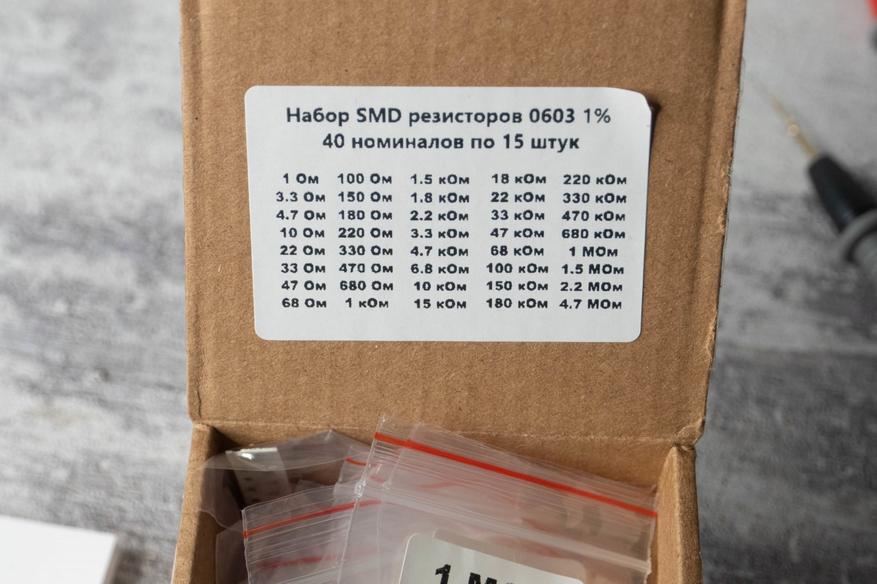 Набор SMD резисторов 0603 1%
40 номиналов по 15 штук
1 Ом 100 Ом 1.5 кОм 18 кОм 220 кОм
3.3 Ом 150 Ом 1.8 кОм 22 кОм 330 кОм
4.7 Ом 180 Ом 2.2 кОм 33 кОм 470 кОм
10 Ом 220 Ом 3.3 кОм 47 кОм 680 кОм
22 Ом 330 Ом 4.7 кОм 68 кОм 1 МОм
33 Ом 470 Ом 6.8 кОм 100 кОм 1.5 МОм
47 Ом 680 Ом 10 кОм 150 кОм 2.2 МОм
68 Ом 1 кОм 15 кОм 180 кОм 4.7 МОм
1